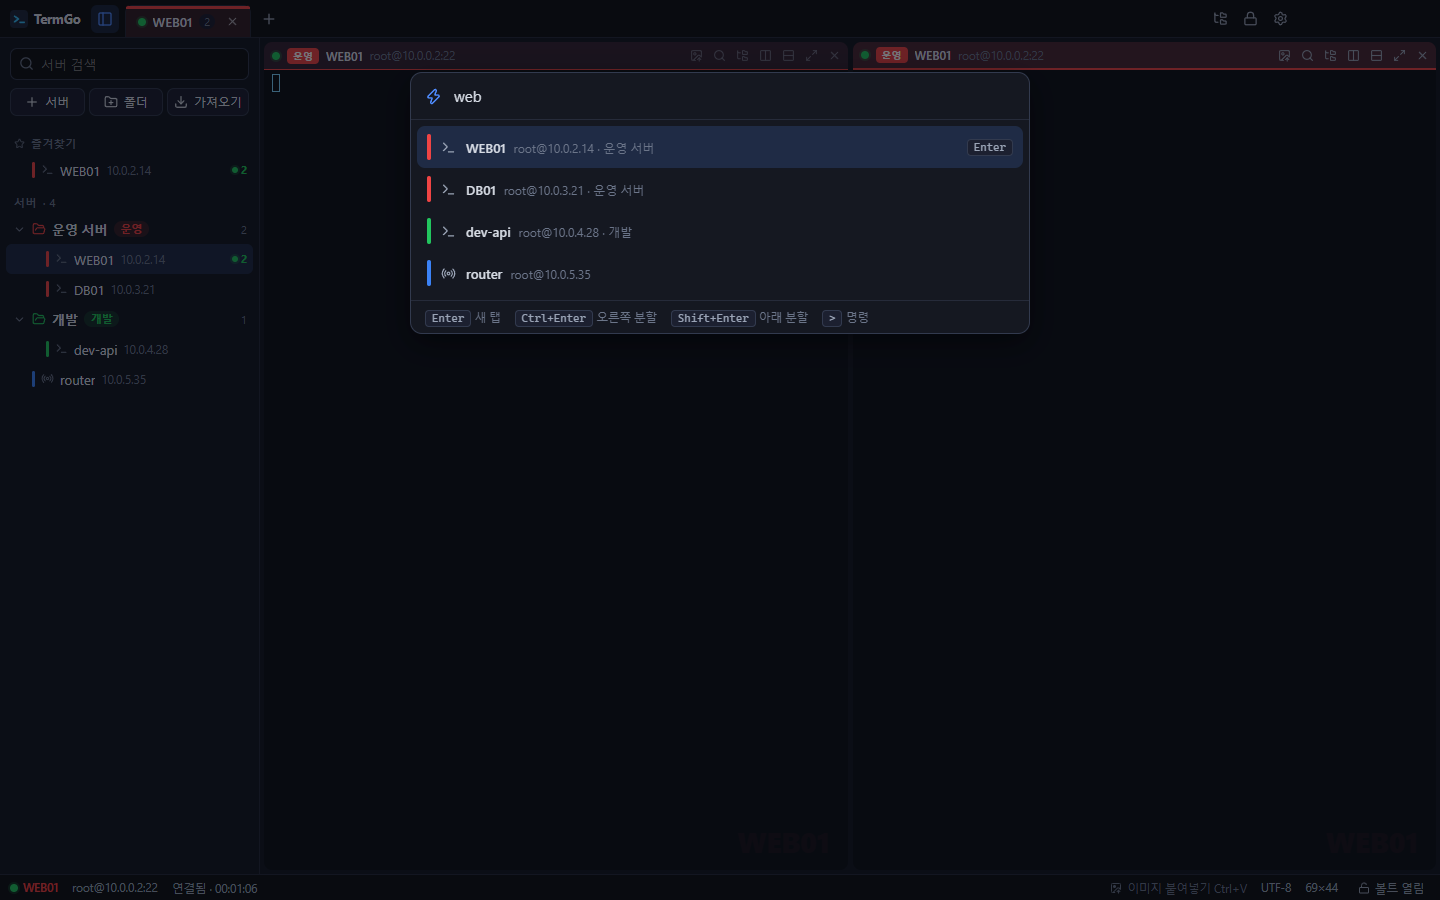 TermGo
WEB01 2
서버 검색
서버
폴더
가져오기
즐겨찾기
WEB01 10.0.2.14 2
서버 · 4
운영 서버 운영 2
WEB01 10.0.2.14 2
DB01 10.0.3.21
개발 개발 1
dev-api 10.0.4.28
router 10.0.5.35
운영 WEB01 root@10.0.0.2:22
운영 WEB01 root@10.0.0.2:22
web
WEB01 root@10.0.2.14 · 운영 서버 Enter
DB01 root@10.0.3.21 · 운영 서버
dev-api root@10.0.4.28 · 개발
router root@10.0.5.35
Enter 새 탭 Ctrl+Enter 오른쪽 분할 Shift+Enter 아래 분할 > 명령
WEB01
WEB01
WEB01 root@10.0.0.2:22 연결됨 · 00:01:06
이미지 붙여넣기 Ctrl+V UTF-8 69×44 볼트 열림